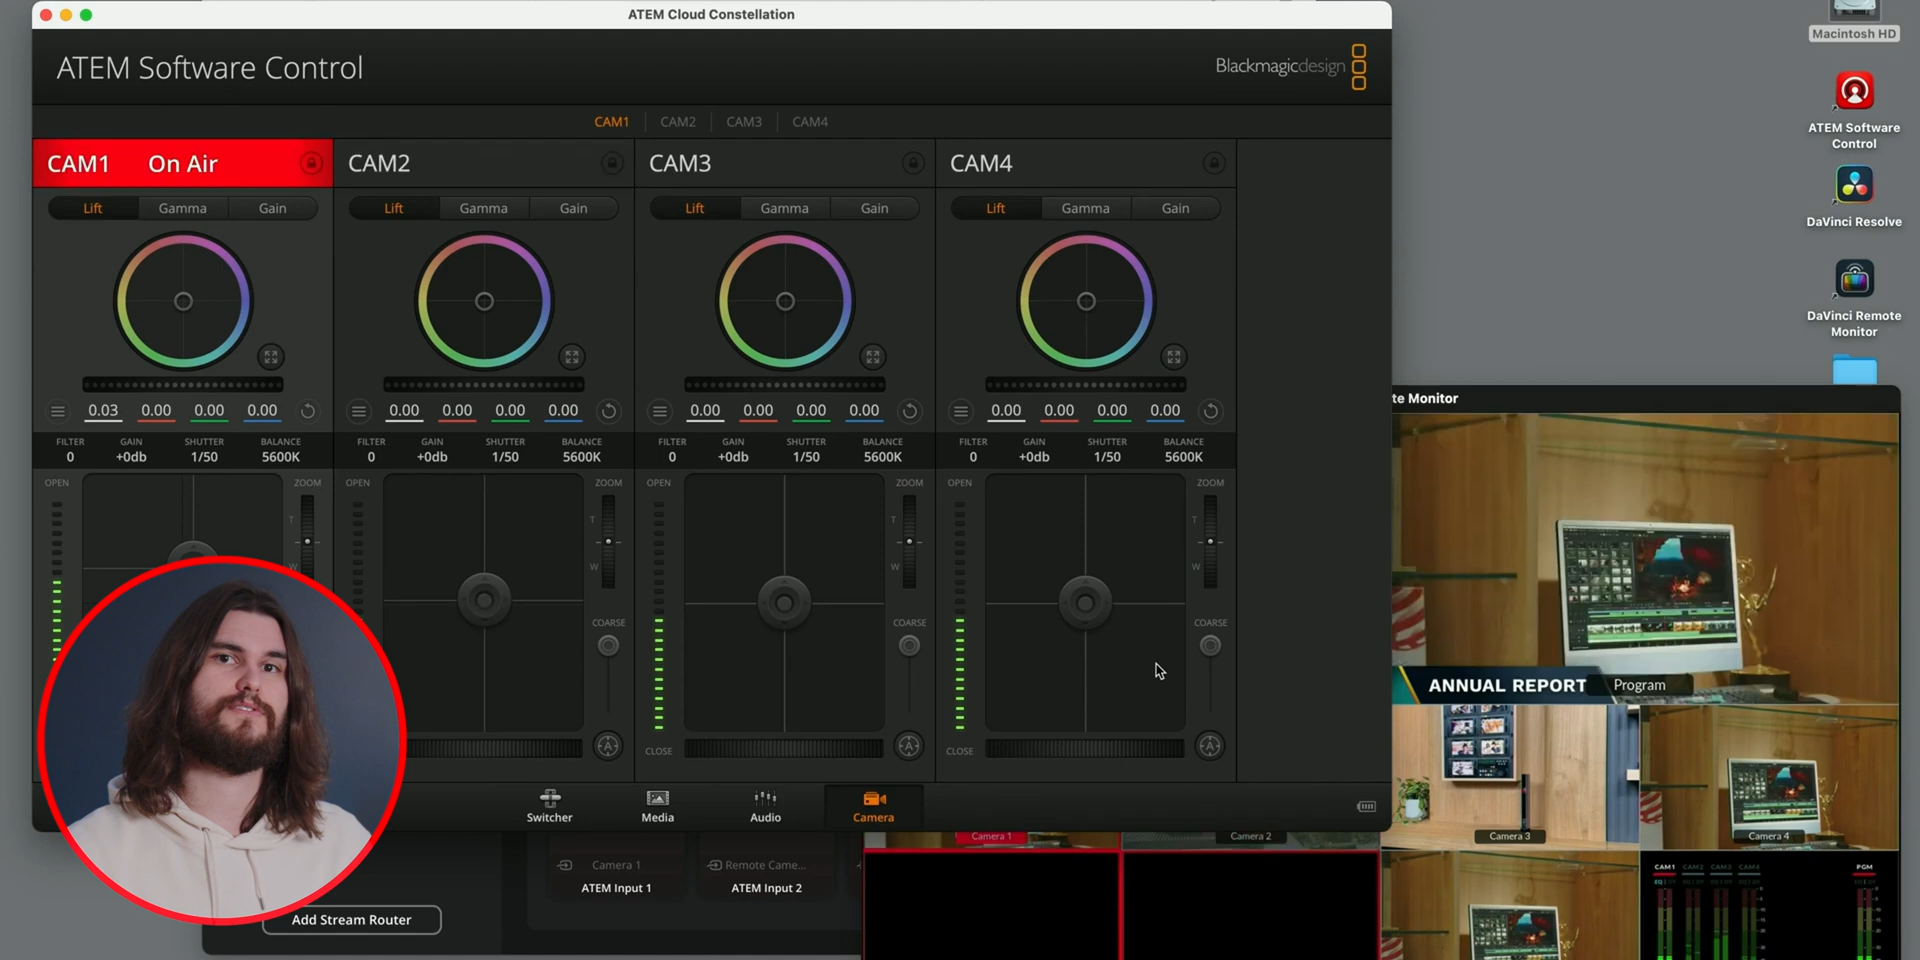 ATEM Cloud Constellation
Macintosh HD
ATEM Software Control
Blackmagicdesign
CAM1 CAM2 CAM3 CAM4
ATEM Software
Control
CAM1 On Air CAM2 CAM3 CAM4
Lift Gamma Gain Lift Gamma Gain Lift Gamma Gain Lift Gamma Gain
DaVinci Resolve
DaVinci Remote
Monitor
0.03 0.00 0.00 0.00 0.00 0.00 0.00 0.00 0.00 0.00 0.00 0.00 0.00 0.00 0.00 0.00
FILTER GAIN SHUTTER BALANCE FILTER GAIN SHUTTER BALANCE FILTER GAIN SHUTTER BALANCE FILTER GAIN SHUTTER BALANCE
0 +0db 1/50 5600K 0 +0db 1/50 5600K 0 +0db 1/50 5600K 0 +0db 1/50 5600K
OPEN ZOOM OPEN ZOOM OPEN ZOOM OPEN ZOOM
T T T T
W W W W
COARSE COARSE COARSE
A A A
CLOSE CLOSE
te Monitor
ANNUAL REPORT Program
Switcher Media Audio Camera
Camera 1 Camera 2 Camera 3 Camera 4
Camera 1 Remote Came...
ATEM Input 1 ATEM Input 2
CAM1 CAM2 CAM3 CAM4 PGM
Add Stream Router